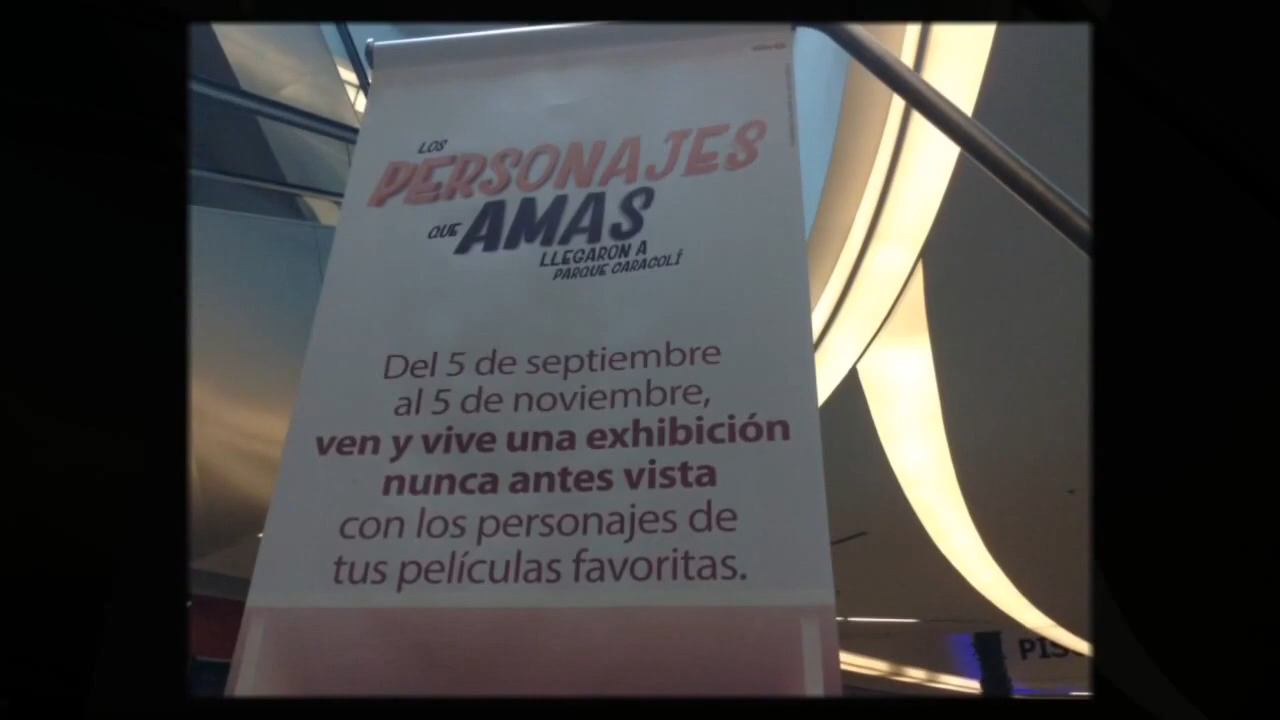 LOS
PERSONAJES
QUE AMAS
LLEGARON A
PARQUE CARACOLÍ
Del 5 de septiembre
al 5 de noviembre,
ven y vive una exhibición
nunca antes vista
con los personajes de
tus películas favoritas.